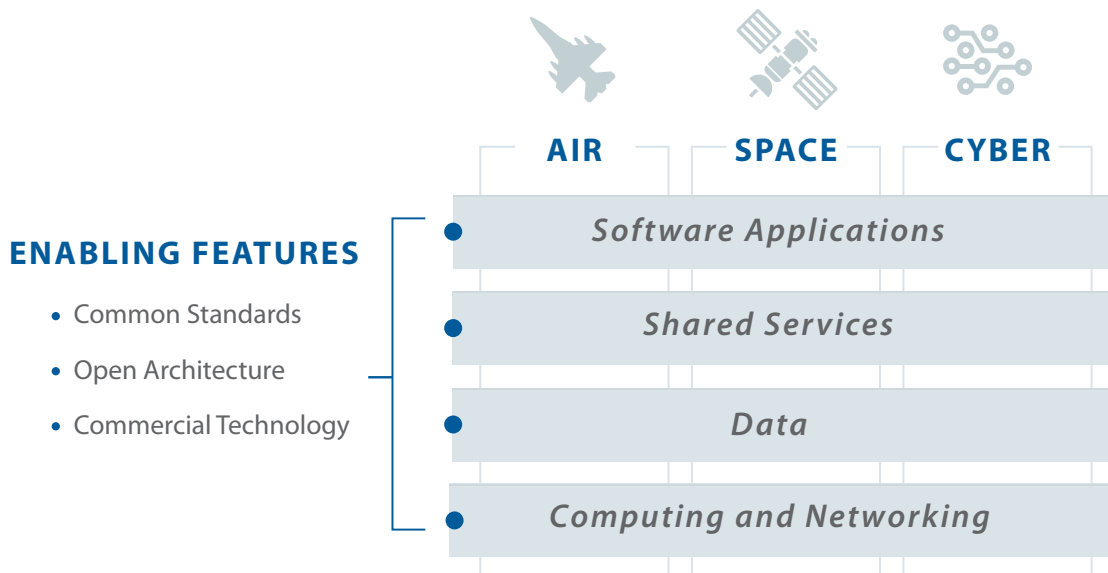 AIR
SPACE
CYBER
ENABLING FEATURES
• Common Standards
• Open Architecture
• Commercial Technology
Software Applications
Shared Services
Data
Computing and Networking